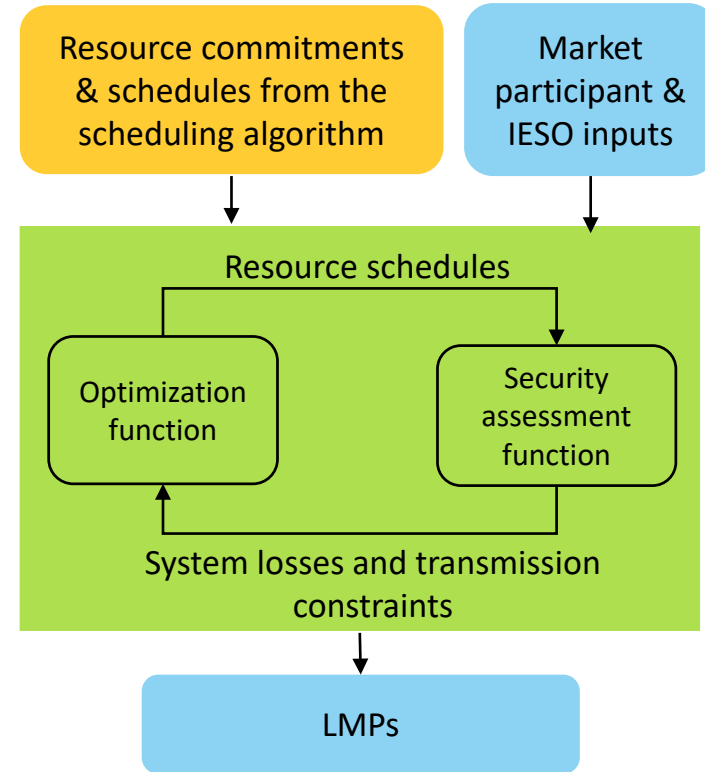 Resource commitments
& schedules from the
scheduling algorithm
Market
participant &
IESO inputs
Resource schedules
Optimization
function
Security
assessment
function
System losses and transmission
constraints
LMPs